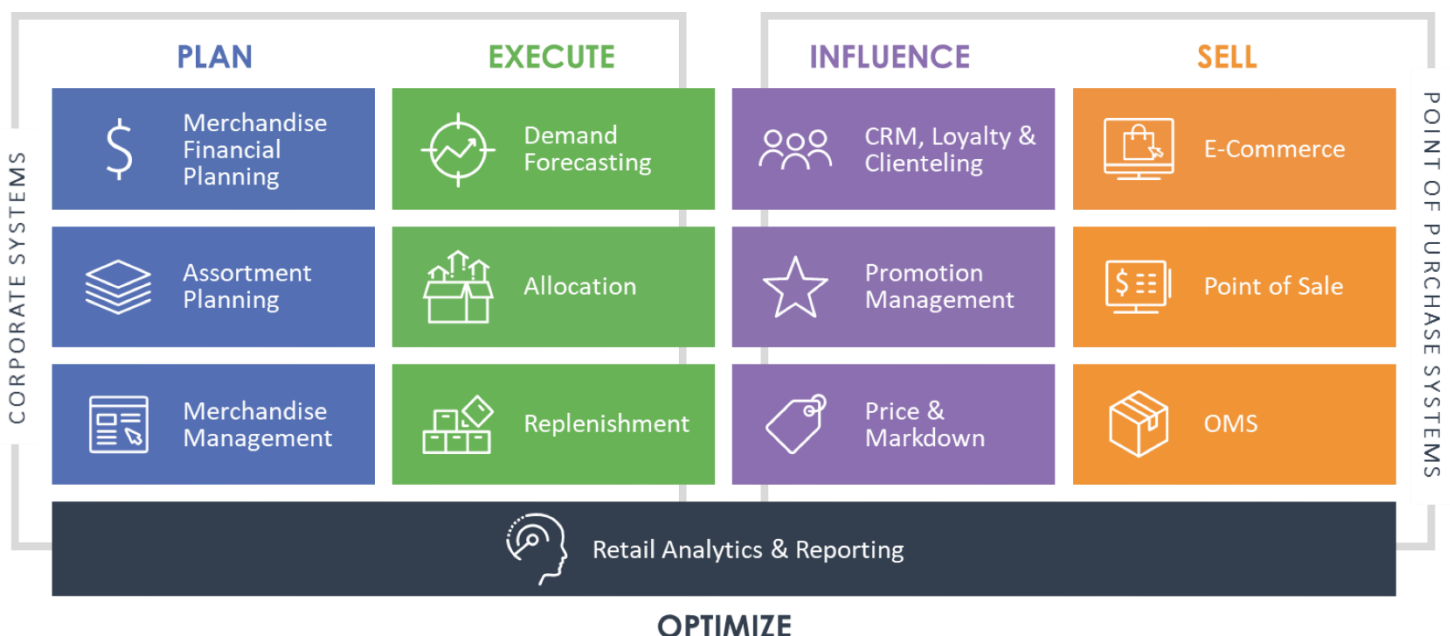 PLAN
EXECUTE
INFLUENCE
SELL
CORPORATE SYSTEMS
Merchandise
Financial
Planning
Demand
Forecasting
CRM, Loyalty &
Clienteling
E-Commerce
POINT OF PURCHASE SYSTEMS
Assortment
Planning
Allocation
Promotion
Management
$
Point of Sale
Merchandise
Management
Replenishment
Price &
Markdown
OMS
Retail Analytics & Reporting
OPTIMIZE